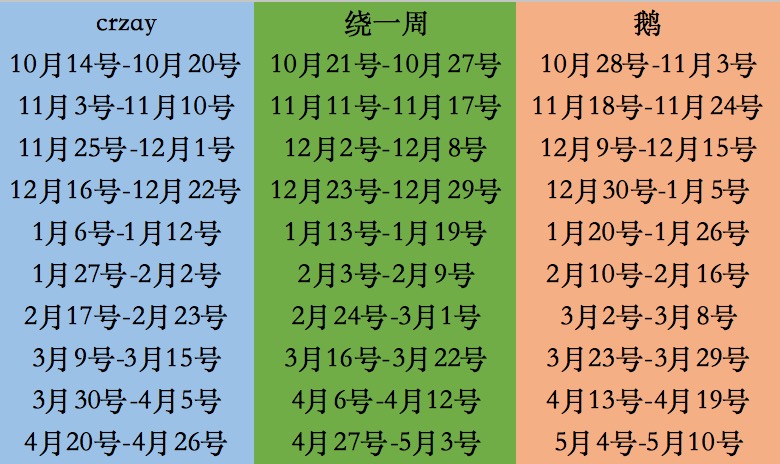 crzay 绕一周 鹅
10月14号-10月20号 10月21号-10月27号 10月28号-11月3号
11月3号-11月10号 11月11号-11月17号 11月18号-11月24号
11月25号-12月1号 12月2号-12月8号 12月9号-12月15号
12月16号-12月22号 12月23号-12月29号 12月30号-1月5号
1月6号-1月12号 1月13号-1月19号 1月20号-1月26号
1月27号-2月2号 2月3号-2月9号 2月10号-2月16号
2月17号-2月23号 2月24号-3月1号 3月2号-3月8号
3月9号-3月15号 3月16号-3月22号 3月23号-3月29号
3月30号-4月5号 4月6号-4月12号 4月13号-4月19号
4月20号-4月26号 4月27号-5月3号 5月4号-5月10号